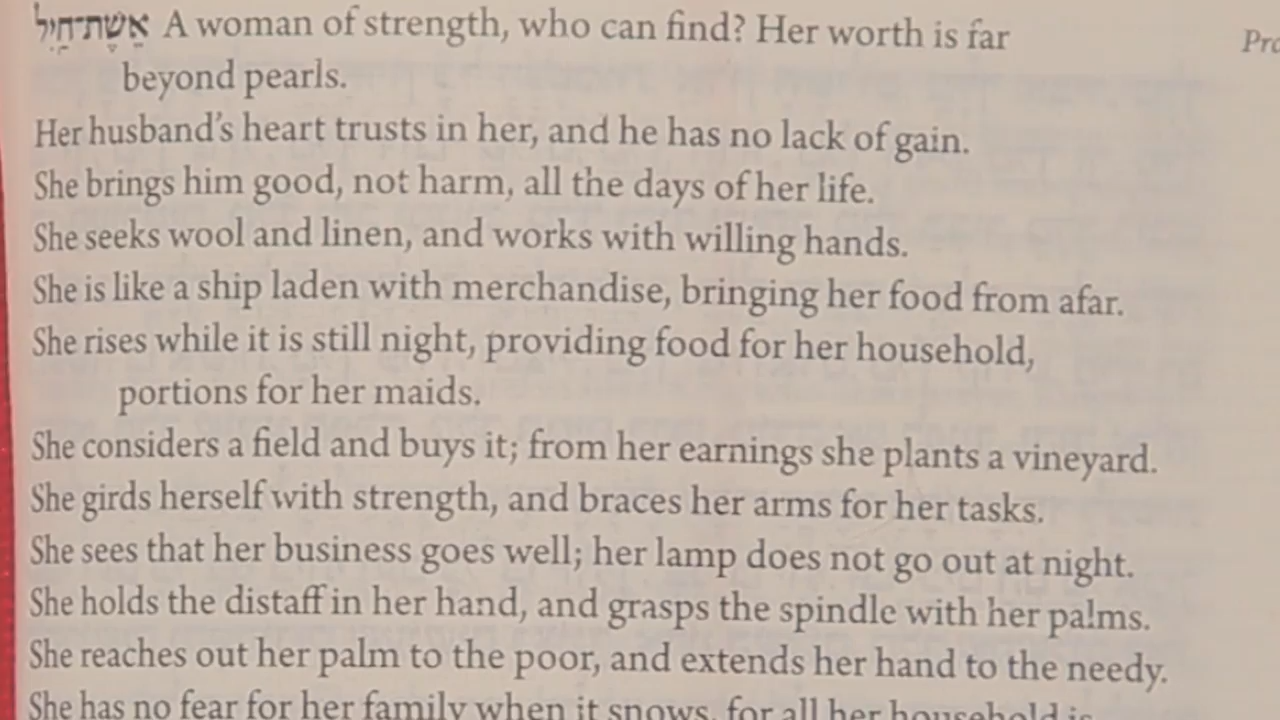 אֵשֶׁת־חַיִל A woman of strength, who can find? Her worth is far
beyond pearls.
Her husband's heart trusts in her, and he has no lack of gain.
She brings him good, not harm, all the days of her life.
She seeks wool and linen, and works with willing hands.
She is like a ship laden with merchandise, bringing her food from afar.
She rises while it is still night, providing food for her household,
portions for her maids.
She considers a field and buys it; from her earnings she plants a vineyard.
She girds herself with strength, and braces her arms for her tasks.
She sees that her business goes well; her lamp does not go out at night.
She holds the distaff in her hand, and grasps the spindle with her palms.
She reaches out her palm to the poor, and extends her hand to the needy.
She has no fear for her family when it snows, for all her household is